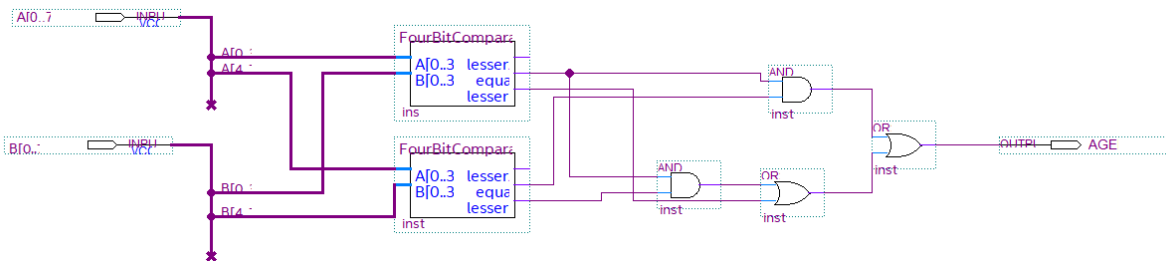 A[0..7
INPU
VCC
A[0..
A[4..
FourBitCompara
A[0..3 lesser
B[0..3 equa
lesser
ins
AND
inst
OR
inst
OUTPU
AGE
B[0..
INPU
VCC
B[0..
B[4..
FourBitCompara
A[0..3 lesser
B[0..3 equa
lesser
inst
AND
inst
OR
inst